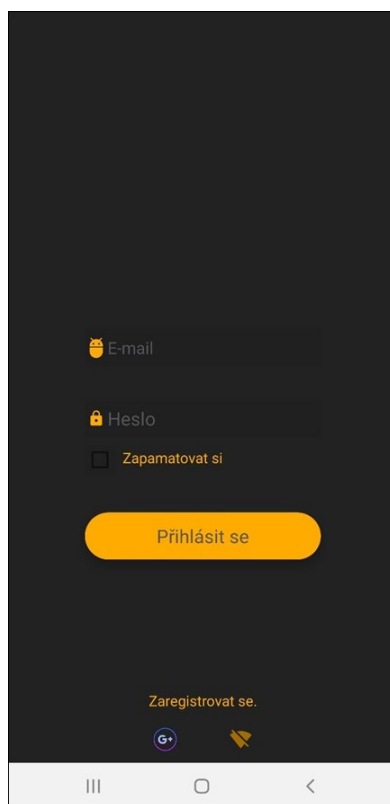 E-mail
Heslo
Zapamatovat si
Přihlásit se
Zaregistrovat se.
G+